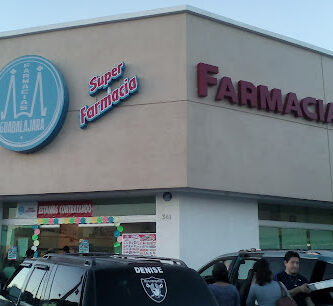 FARMACIAS
GUADALAJARA
Super
Farmacia
FARMACIA
ESTAMOS CONTRATANDO
DENISE